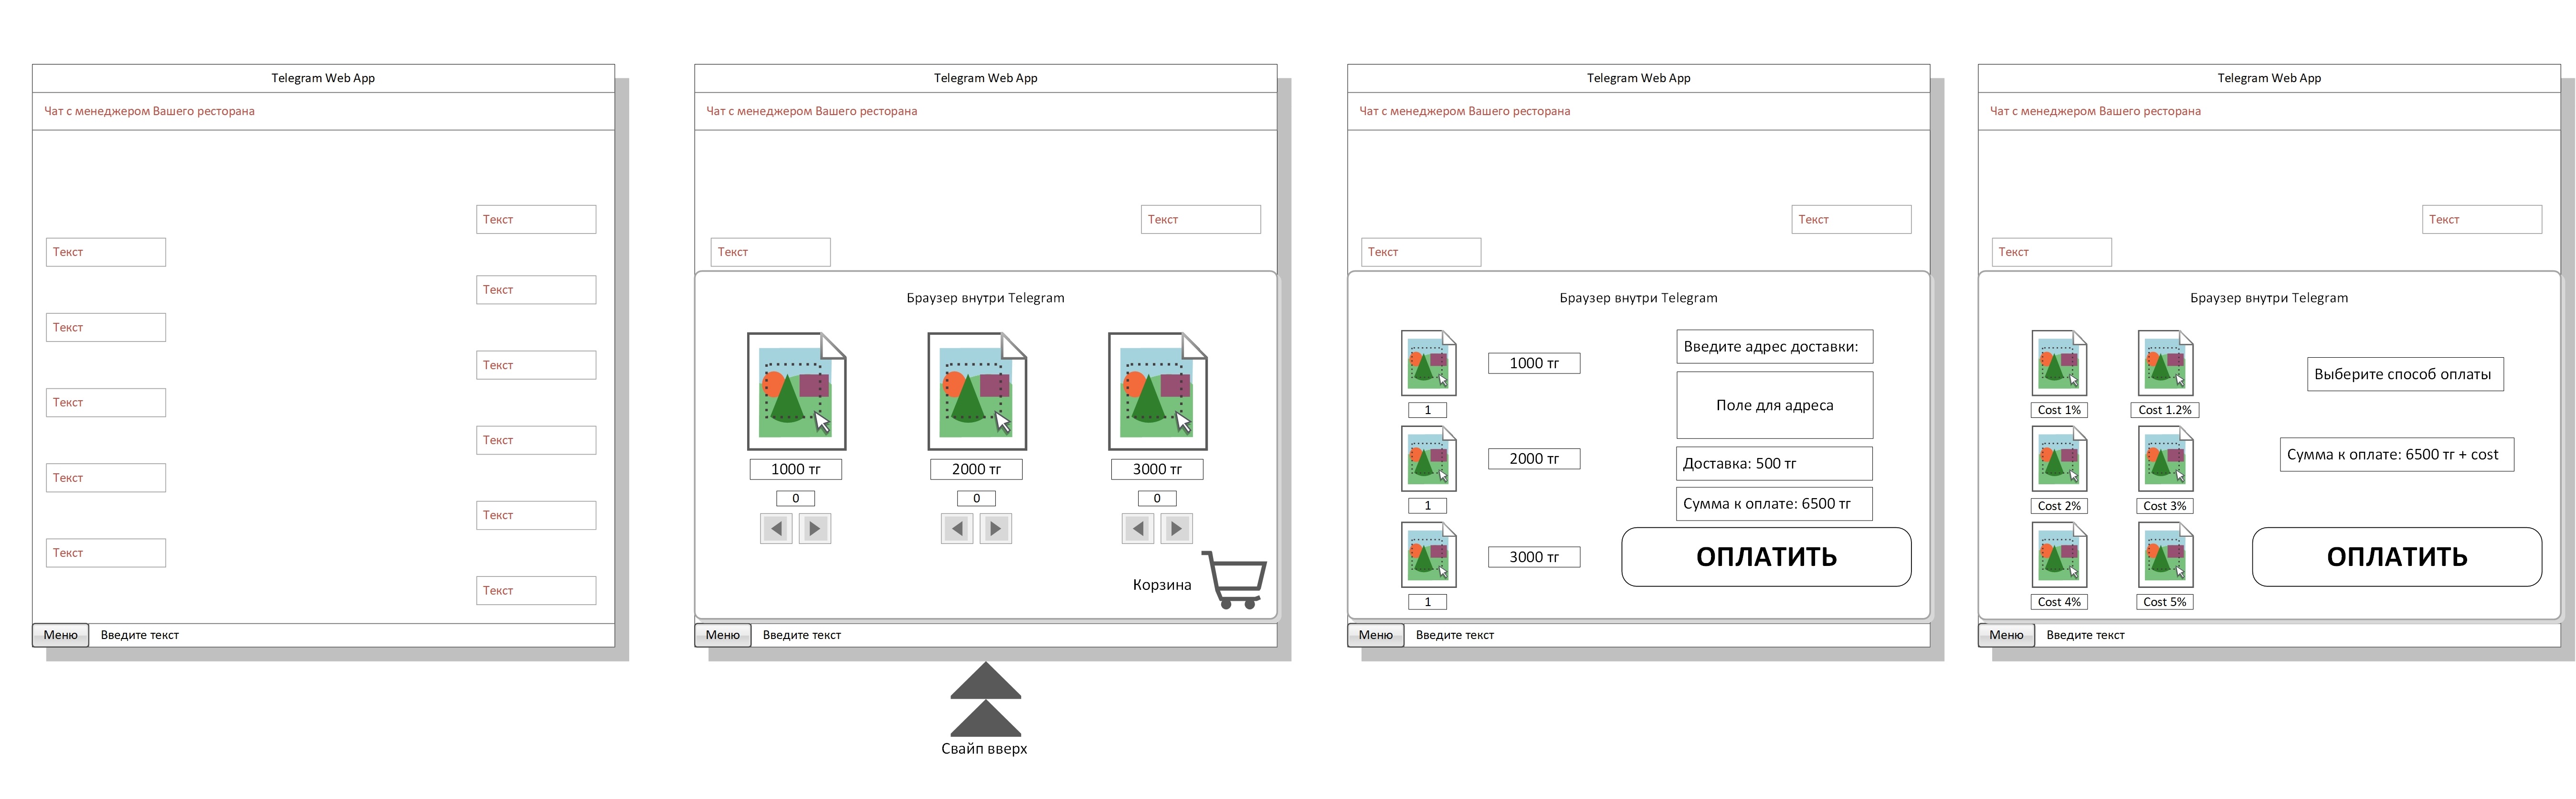 Telegram Web App
Чат с менеджером Вашего ресторана
Текст
Текст
Текст
Текст
Текст
Текст
Текст
Текст
Текст
Текст
Текст
Меню
Введите текст
Telegram Web App
Чат с менеджером Вашего ресторана
Текст
Текст
Браузер внутри Telegram
1000 тг
2000 тг
3000 тг
0
0
0
Корзина
Меню
Введите текст
Свайп вверх
Telegram Web App
Чат с менеджером Вашего ресторана
Текст
Текст
Браузер внутри Telegram
1000 тг
1
2000 тг
1
3000 тг
1
Введите адрес доставки:
Поле для адреса
Доставка: 500 тг
Сумма к оплате: 6500 тг
ОПЛАТИТЬ
Меню
Введите текст
Telegram Web App
Чат с менеджером Вашего ресторана
Текст
Текст
Браузер внутри Telegram
Cost 1%
Cost 1.2%
Cost 2%
Cost 3%
Cost 4%
Cost 5%
Выберите способ оплаты
Сумма к оплате: 6500 тг + cost
ОПЛАТИТЬ
Меню
Введите текст